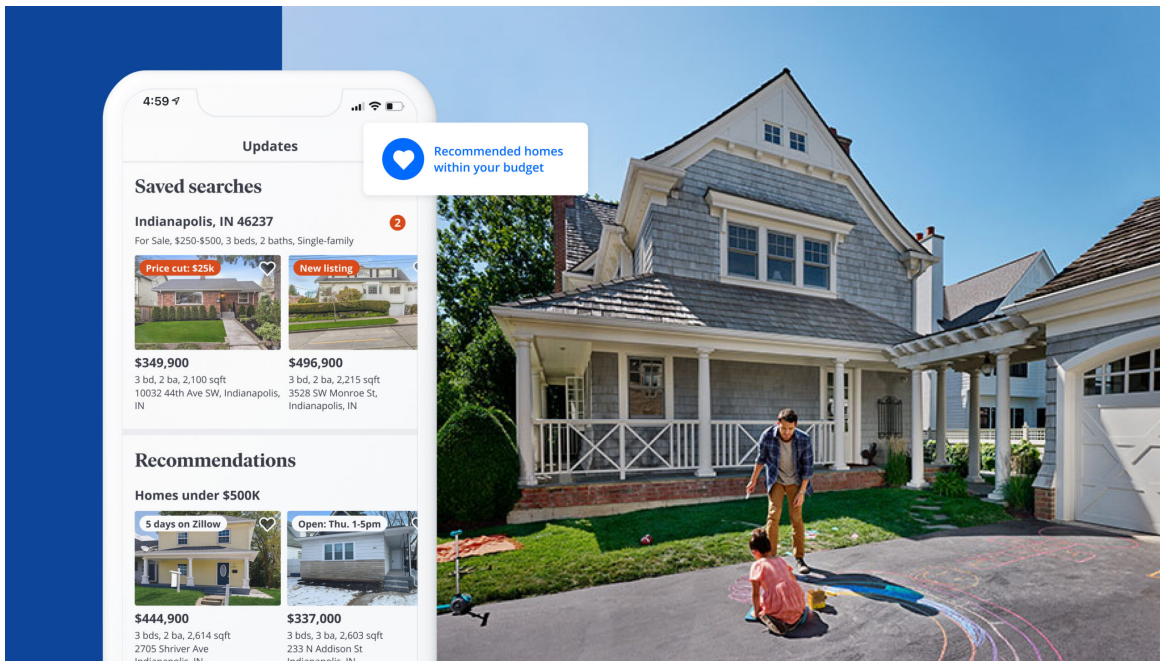 4:59
Updates
Recommended homes
within your budget
Saved searches
Indianapolis, IN 46237
2
For Sale, $250-$500, 3 beds, 2 baths, Single-family
Price cut: $25k
New listing
$349,900
3 bd, 2 ba, 2,100 sqft
10032 44th Ave SW, Indianapolis,
IN
$496,900
3 bd, 2 ba, 2,215 sqft
3528 SW Monroe St,
Indianapolis, IN
Recommendations
Homes under $500K
5 days on Zillow
Open: Thu. 1-5pm
$444,900
3 bds, 2 ba, 2,614 sqft
2705 Shriver Ave
Indianapolis, IN
$337,000
3 bds, 3 ba, 2,603 sqft
233 N Addison St
Indianapolis, IN